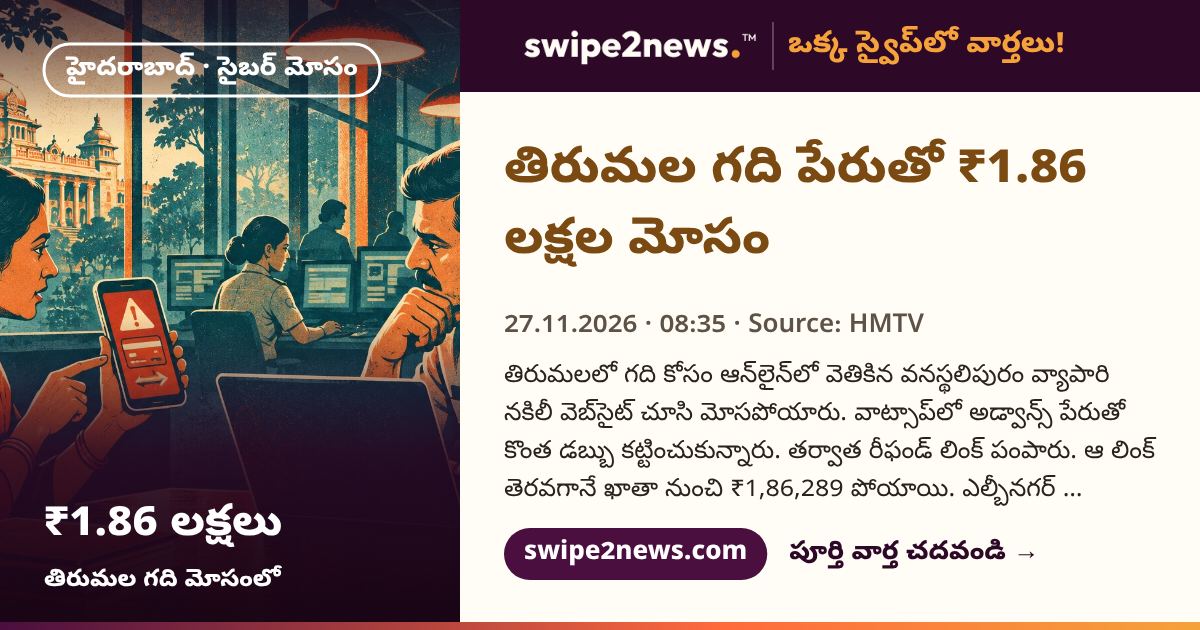 హైదరాబాద్ · సైబర్ మోసం
₹1.86 లక్షలు
తిరుమల గది మోసంలో
swipe2news.™ ఒక్క స్వైప్‌లో వార్తలు!
తిరుమల గది పేరుతో ₹1.86
లక్షల మోసం
27.11.2026 · 08:35 · Source: HMTV
తిరుమలలో గది కోసం ఆన్‌లైన్‌లో వెతికిన వనస్థలిపురం వ్యాపారి
నకిలీ వెబ్‌సైట్ చూసి మోసపోయారు. వాట్సాప్‌లో అడ్వాన్స్ పేరుతో
కొంత డబ్బు కట్టించుకున్నారు. తర్వాత రీఫండ్ లింక్ పంపారు. ఆ లింక్
తెరవగానే ఖాతా నుంచి ₹1,86,289 పోయాయి. ఎల్బీనగర్ ...
swipe2news.com పూర్తి వార్త చదవండి →